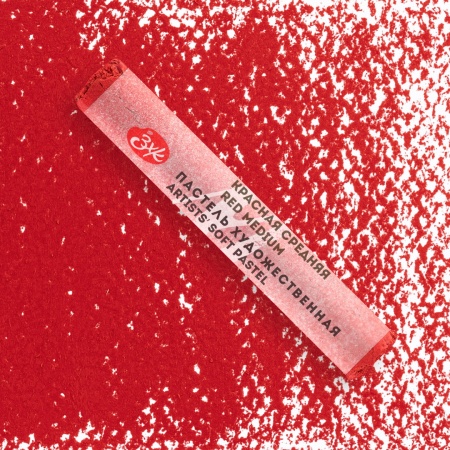 ЗХК
КРАСНАЯ СРЕДНЯЯ
RED MEDIUM
ПАСТЕЛЬ ХУДОЖЕСТВЕННАЯ
ARTISTS' SOFT PASTEL